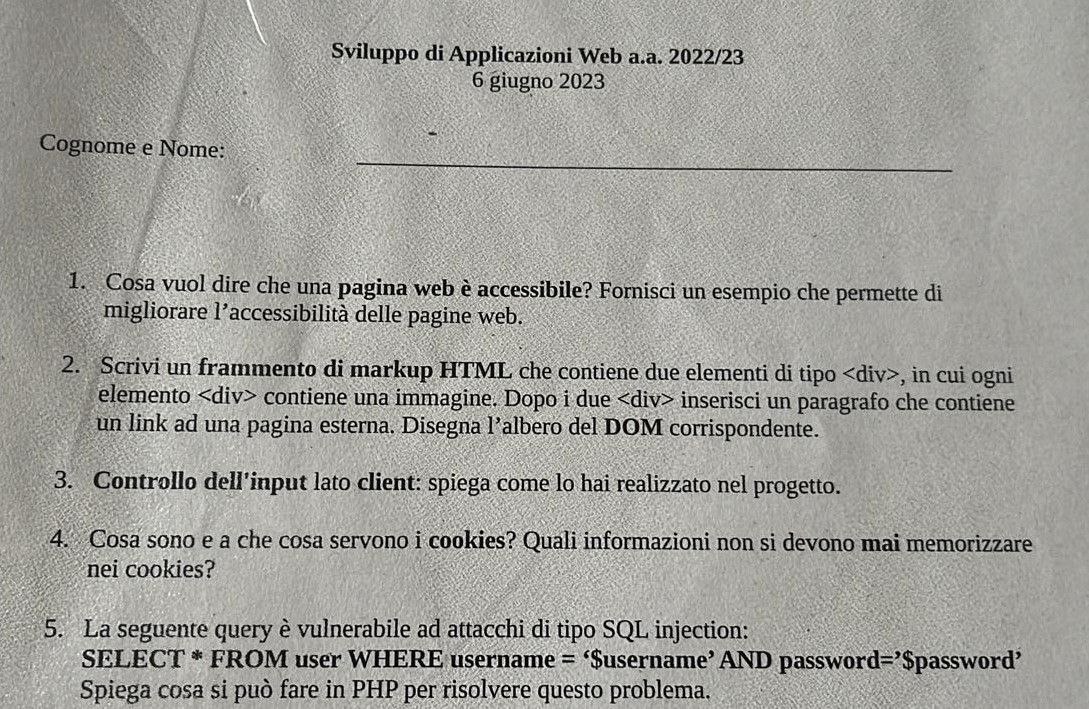 Sviluppo di Applicazioni Web a.a. 2022/23
6 giugno 2023
Cognome e Nome:
1. Cosa vuol dire che una pagina web è accessibile? Fornisci un esempio che permette di
migliorare l’accessibilità delle pagine web.
2. Scrivi un frammento di markup HTML che contiene due elementi di tipo <div>, in cui ogni
elemento <div> contiene una immagine. Dopo i due <div> inserisci un paragrafo che contiene
un link ad una pagina esterna. Disegna l’albero del DOM corrispondente.
3. Controllo dell'input lato client: spiega come lo hai realizzato nel progetto.
4. Cosa sono e a che cosa servono i cookies? Quali informazioni non si devono mai memorizzare
nei cookies?
5. La seguente query è vulnerabile ad attacchi di tipo SQL injection:
SELECT * FROM user WHERE username = ‘$username’ AND password=’$password’
Spiega cosa si può fare in PHP per risolvere questo problema.